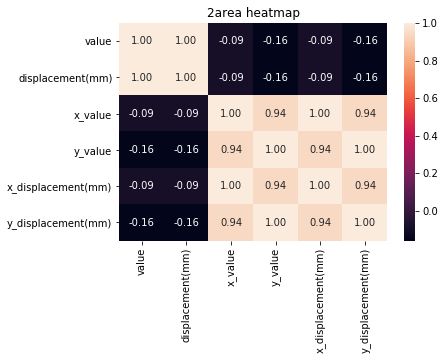 2area heatmap
value 1.00 1.00 -0.09 -0.16 -0.09 -0.16
displacement(mm) 1.00 1.00 -0.09 -0.16 -0.09 -0.16
x_value -0.09 -0.09 1.00 0.94 1.00 0.94
y_value -0.16 -0.16 0.94 1.00 0.94 1.00
x_displacement(mm) -0.09 -0.09 1.00 0.94 1.00 0.94
y_displacement(mm) -0.16 -0.16 0.94 1.00 0.94 1.00
value
displacement(mm)
x_value
y_value
x_displacement(mm)
y_displacement(mm)
1.0
0.8
0.6
0.4
0.2
0.0